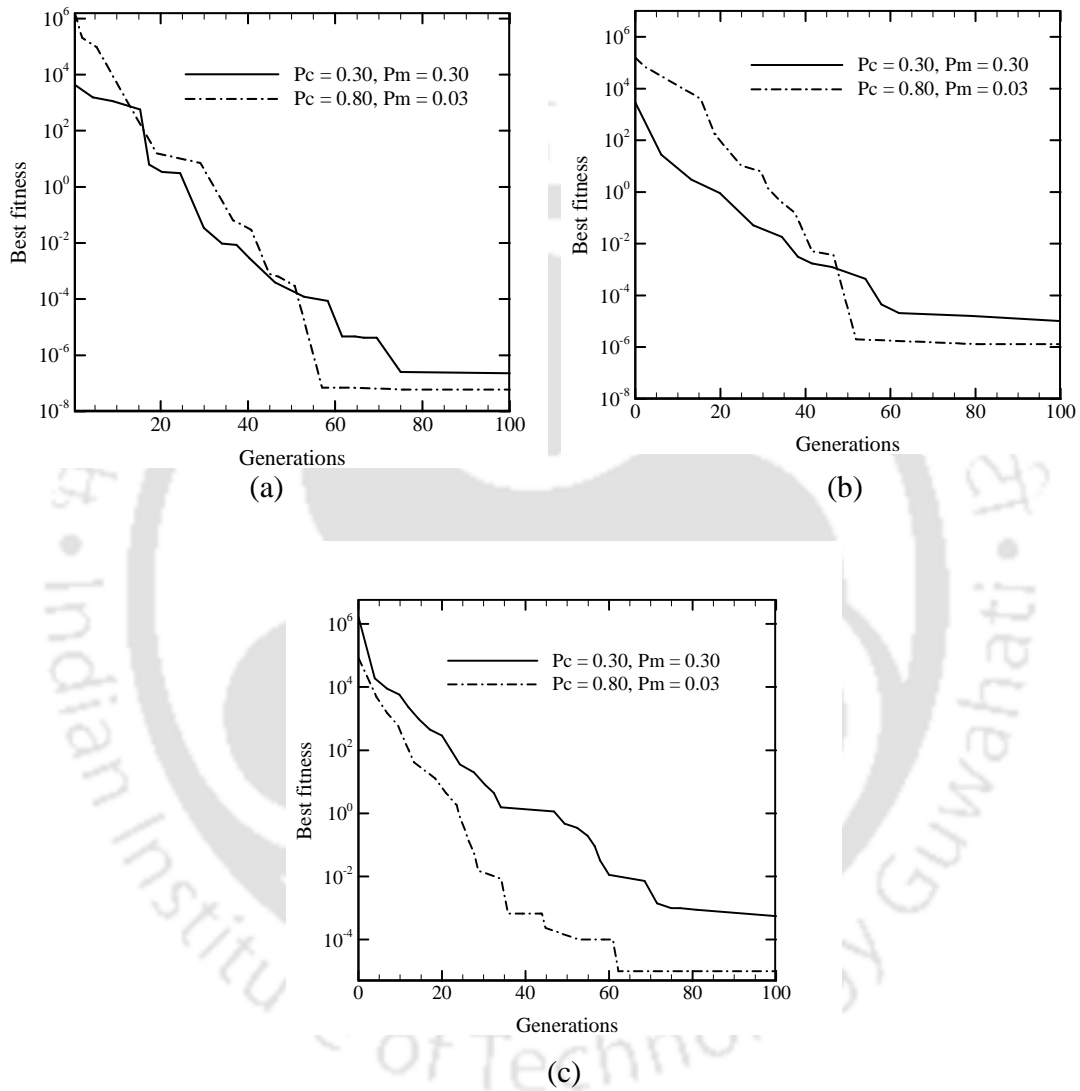 10^6
10^4
10^2
10^0
10^-2
10^-4
10^-6
10^-8
Best fitness
Pc = 0.30, Pm = 0.30
Pc = 0.80, Pm = 0.03
20 40 60 80 100
Generations
(a)
10^6
10^4
10^2
10^0
10^-2
10^-4
10^-6
10^-8
Best fitness
Pc = 0.30, Pm = 0.30
Pc = 0.80, Pm = 0.03
0 20 40 60 80 100
Generations
(b)
10^6
10^4
10^2
10^0
10^-2
10^-4
Best fitness
Pc = 0.30, Pm = 0.30
Pc = 0.80, Pm = 0.03
0 20 40 60 80 100
Generations
(c)
Indian Institu e of Techno y Guwahati